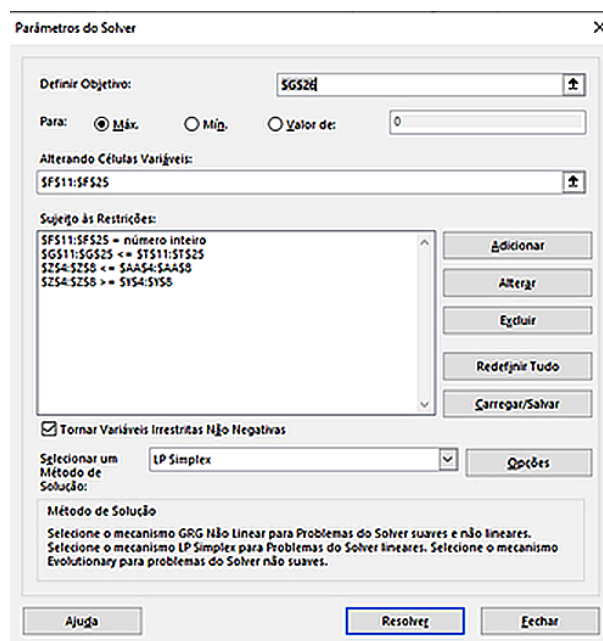 Parâmetros do Solver
Definir Objetivo:
$G$26
Para:
Máx.
Mín.
Valor de:
0
Alterando Células Variáveis:
$F$11:$F$25
Sujeito às Restrições:
$F$11:$F$25 = número inteiro
$G$11:$G$25 <= $T$11:$T$25
$Z$4:$Z$8 <= $AA$4:$AA$8
$Z$4:$Z$8 >= $Y$4:$Y$8
Adicionar
Alterar
Excluir
Redefinir Tudo
Carregar/Salvar
Tornar Variáveis Irrestritas Não Negativas
Selecionar um
Método de
Solução:
LP Simplex
Opções
Método de Solução
Selecione o mecanismo GRG Não Linear para Problemas do Solver suaves e não lineares.
Selecione o mecanismo LP Simplex para Problemas do Solver lineares. Selecione o mecanismo
Evolutionary para problemas do Solver não suaves.
Ajuda
Resolver
Fechar